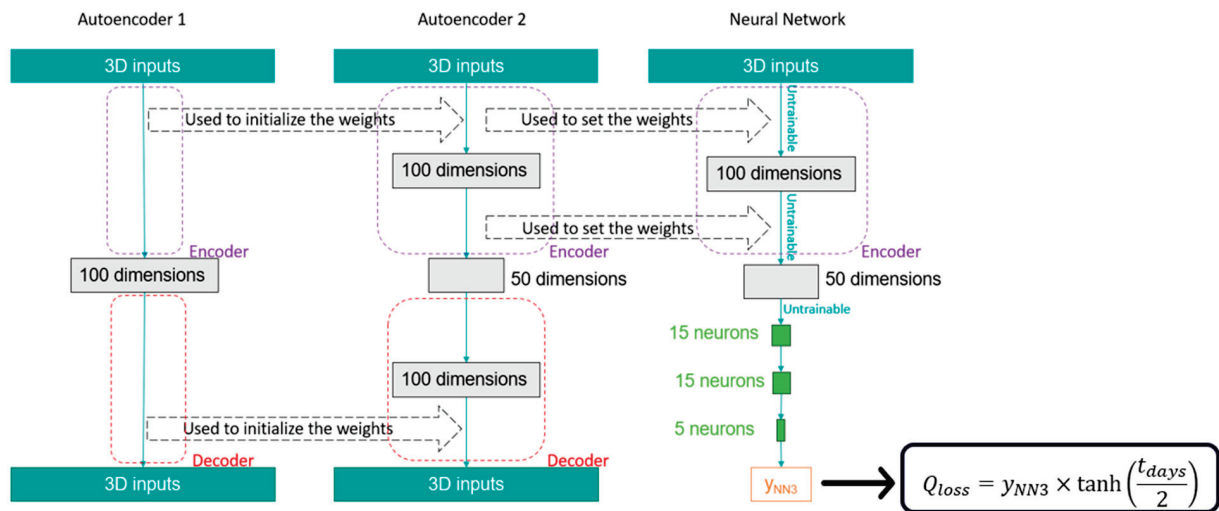 Autoencoder 1
Autoencoder 2
Neural Network
3D inputs
3D inputs
3D inputs
Used to initialize the weights
Used to set the weights
Untrainable
100 dimensions
100 dimensions
Used to set the weights
Untrainable
Encoder
Encoder
Encoder
100 dimensions
50 dimensions
50 dimensions
Untrainable
15 neurons
100 dimensions
15 neurons
Used to initialize the weights
5 neurons
Decoder
Decoder
3D inputs
3D inputs
y_NN3
Q_loss = y_NN3 × tanh (t_days / 2)